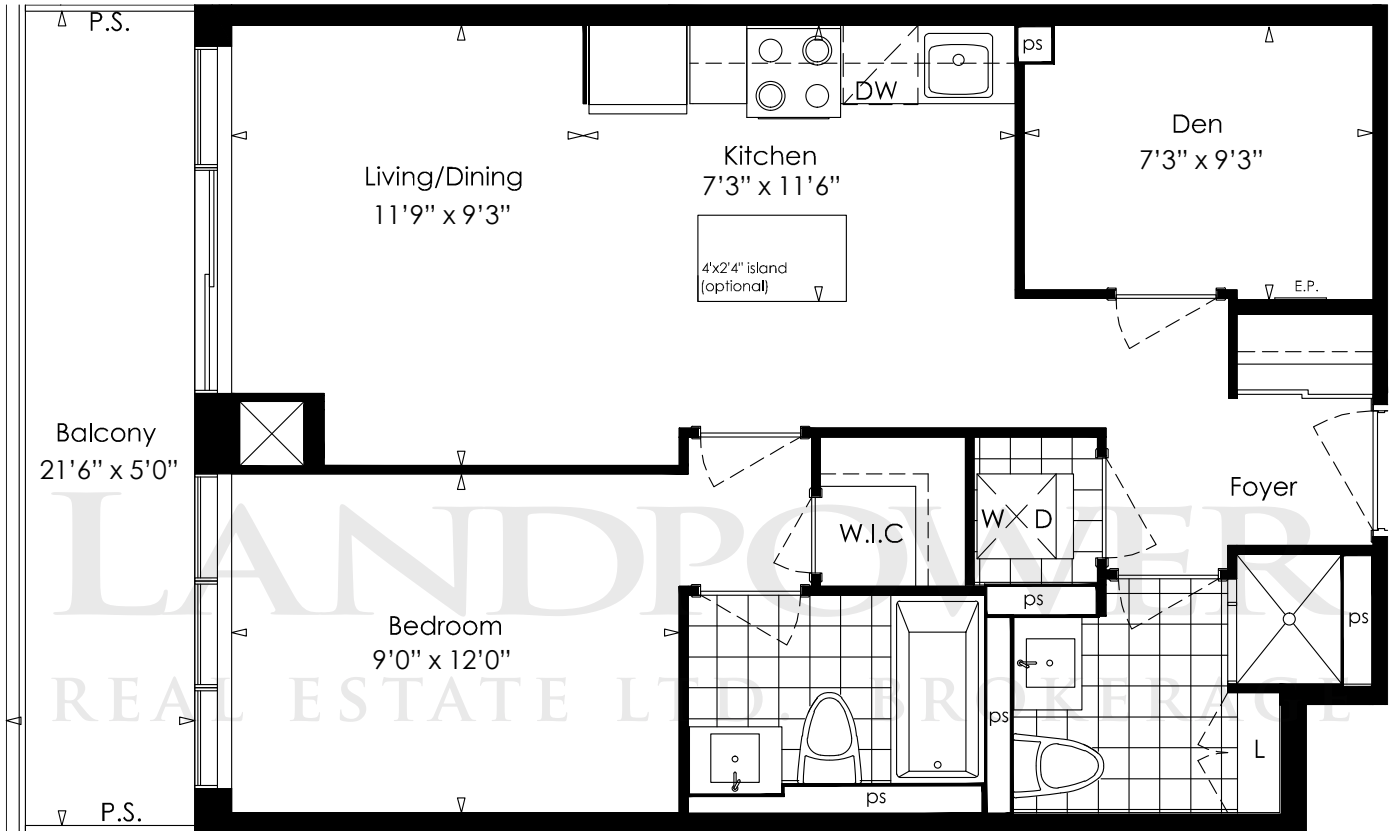 P.S.
ps
DW
Den
7’3” x 9’3”
Kitchen
7’3” x 11’6”
Living/Dining
11’9” x 9’3”
4'x2'4" island
(optional)
E.P.
Balcony
21’6” x 5’0”
Foyer
W D
W.I.C
LANDPOWER
ps
ps
Bedroom
9’0” x 12’0”
REAL ESTATE LTD. BROKERAGE
ps
L
ps
P.S.